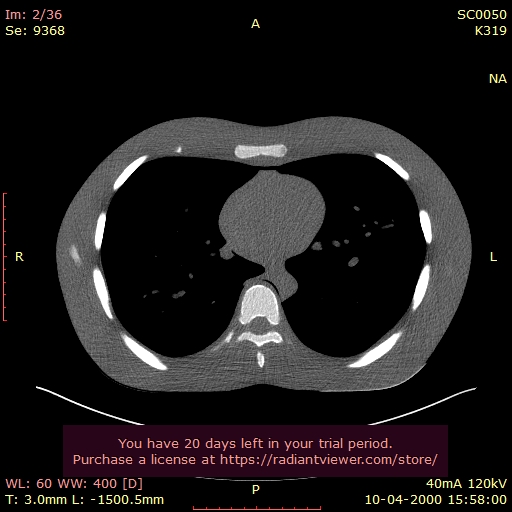 Im: 2/36
Se: 9368
A
SC0050
K319
NA
R
L
You have 20 days left in your trial period.
Purchase a license at https://radiantviewer.com/store/
WL: 60 WW: 400 [D]
T: 3.0mm L: -1500.5mm
P
40mA 120kV
10-04-2000 15:58:00